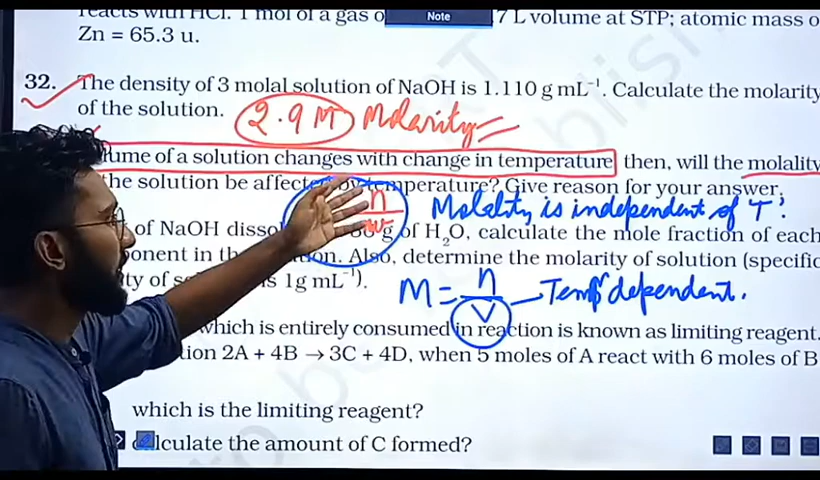 reacts with HCl. 1 mol of a gas o Note 7 L volume at STP; atomic mass o
Zn = 65.3 u.
32. The density of 3 molal solution of NaOH is 1.110 g mL⁻¹. Calculate the molarity
of the solution. 2.9 M Molarity
ume of a solution changes with change in temperature then, will the molality
the solution be affected by temperature? Give reason for your answer.
n
Molality is independent of 'T'.
of NaOH disso g of H₂O, calculate the mole fraction of each
onent in th on. Also, determine the molarity of solution (specific
ty of s s 1g mL⁻¹).
M = n/V – Temp dependent.
which is entirely consumed in reaction is known as limiting reagent.
tion 2A + 4B → 3C + 4D, when 5 moles of A react with 6 moles of B
which is the limiting reagent?
alculate the amount of C formed?